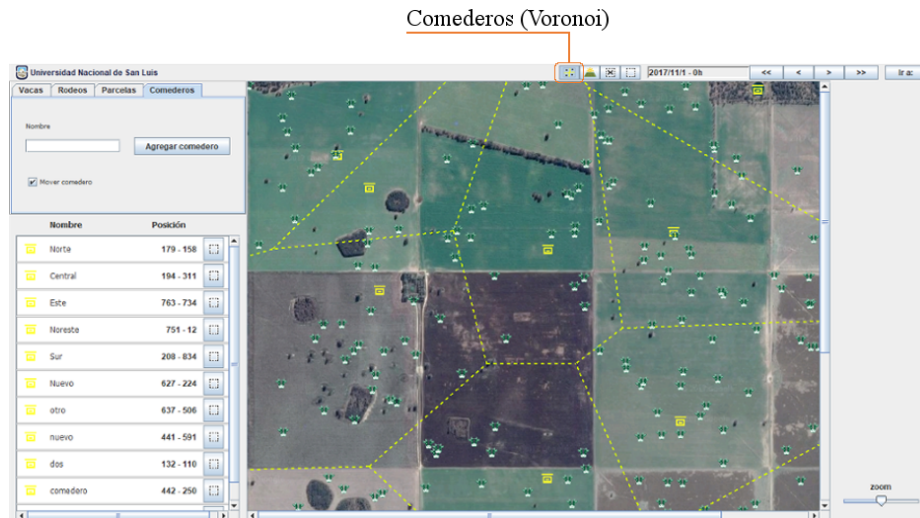 Comederos (Voronoi)
Universidad Nacional de San Luis
2017/11/1 - 0h
<<
<
>
>>
Ir a:
Vacas Rodeos Parcelas Comederos
Nombre
Agregar comedero
Mover comedero
Nombre Posición
Norte 179 - 158
Central 194 - 311
Este 763 - 734
Noreste 751 - 12
Sur 208 - 834
Nuevo 627 - 224
otro 637 - 506
nuevo 441 - 591
dos 132 - 110
comedero 442 - 250
zoom